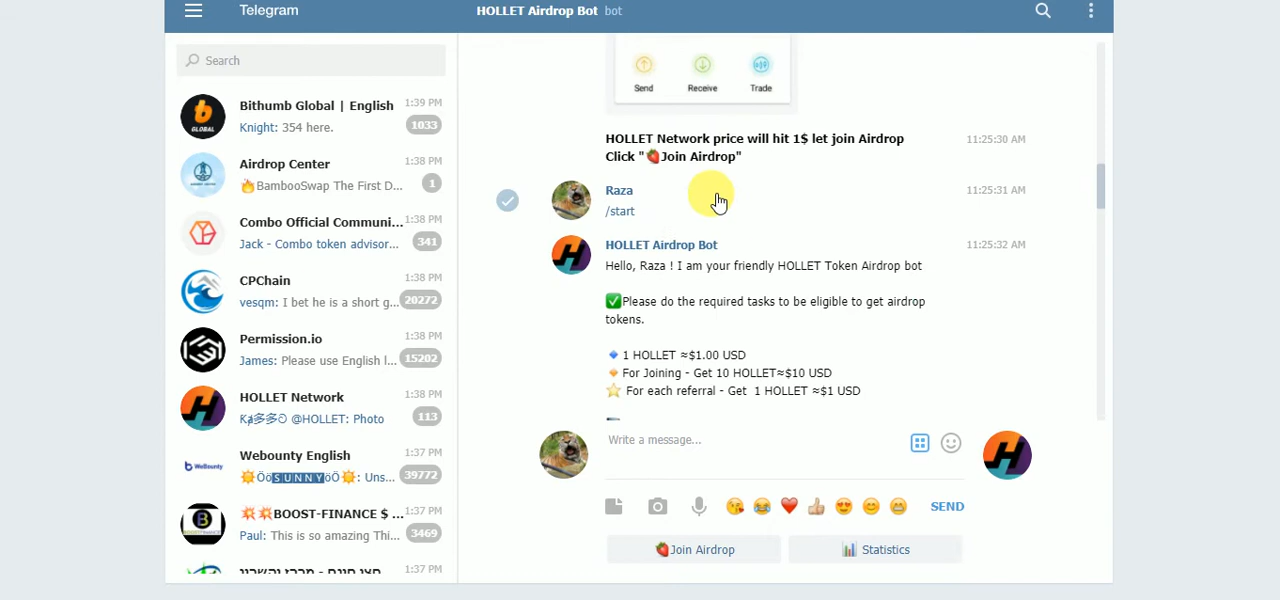 Telegram
HOLLET Airdrop Bot bot
Search
Bithumb Global | English 1:39 PM
Knight: 354 here. 1033
Airdrop Center 1:38 PM
🔥BambooSwap The First D... 1
Combo Official Communi... 1:38 PM
Jack - Combo token advisor... 341
CPChain 1:38 PM
vesqm: I bet he is a short g... 20272
Permission.io 1:38 PM
James: Please use English l... 15202
HOLLET Network 1:38 PM
@HOLLET: Photo 113
Webounty English 1:37 PM
☀️Öö🆂🆄🅽🅽🆈öÖ☀️: Uns... 39772
💥💥BOOST-FINANCE $ ... 1:37 PM
Paul: This is so amazing Thi... 3469
1:37 PM
Send Receive Trade
HOLLET Network price will hit 1$ let join Airdrop 11:25:30 AM
Click "🍓Join Airdrop"
Raza 11:25:31 AM
/start
HOLLET Airdrop Bot 11:25:32 AM
Hello, Raza ! I am your friendly HOLLET Token Airdrop bot
✅Please do the required tasks to be eligible to get airdrop
tokens.
🔹 1 HOLLET ≈$1.00 USD
🔸 For Joining - Get 10 HOLLET≈$10 USD
⭐ For each referral - Get 1 HOLLET ≈$1 USD
Write a message...
SEND
🍓Join Airdrop 📊 Statistics